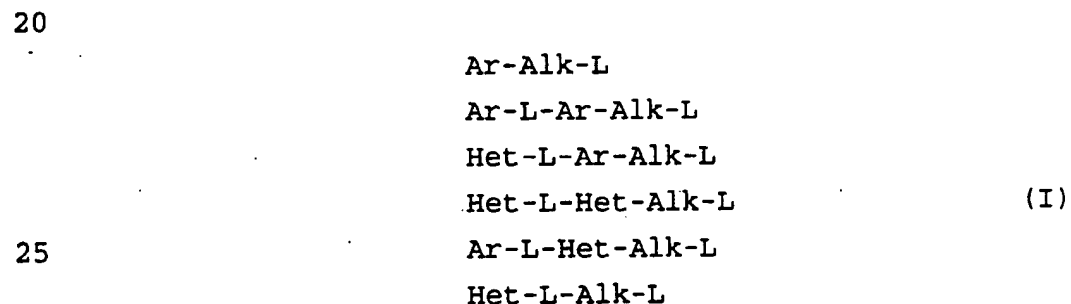 20
Ar-Alk-L
Ar-L-Ar-Alk-L
Het-L-Ar-Alk-L
Het-L-Het-Alk-L (I)
25 Ar-L-Het-Alk-L
Het-L-Alk-L